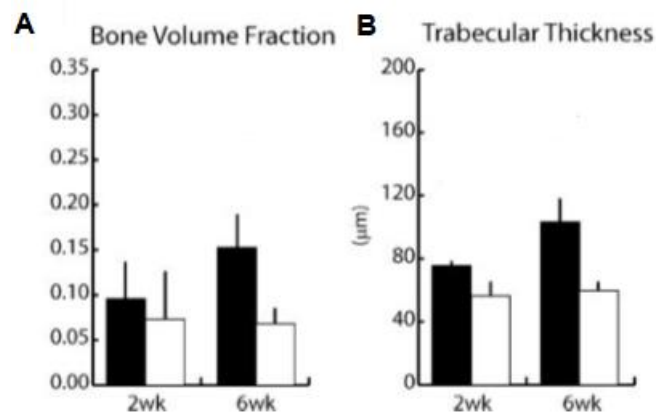 A
Bone Volume Fraction
0.35
0.30
0.25
0.20
0.15
0.10
0.05
0.00
2wk 6wk
B
Trabecular Thickness
200
160
120
80
40
0
(μm)
2wk 6wk